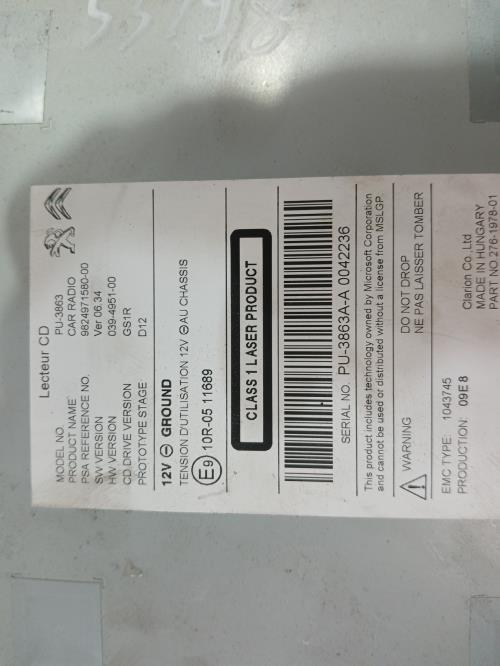 53798
Lecteur CD
MODEL NO. PU-3863
PRODUCT NAME CAR RADIO
PSA REFERENCE NO. 9624971580-00
SW VERSION Ver 06.34
HW VERSION 039-4951-00
CD DRIVE VERSION GS1R
PROTOTYPE STAGE D12
12V ⊖ GROUND
TENSION D'UTILISATION 12V ⊖AU CHASSIS
E9 10R-05 11689
CLASS 1 LASER PRODUCT
SERIAL NO. PU-3863A-A 0042236
This product includes technology owned by Microsoft Corporation
and cannot be used or distributed without a license from MSLGP.
WARNING DO NOT DROP
NE PAS LAISSER TOMBER
EMC TYPE: 1043745
PRODUCTION: 09E8
Clarion Co.,Ltd
MADE IN HUNGARY
PART NO 276-1978-01